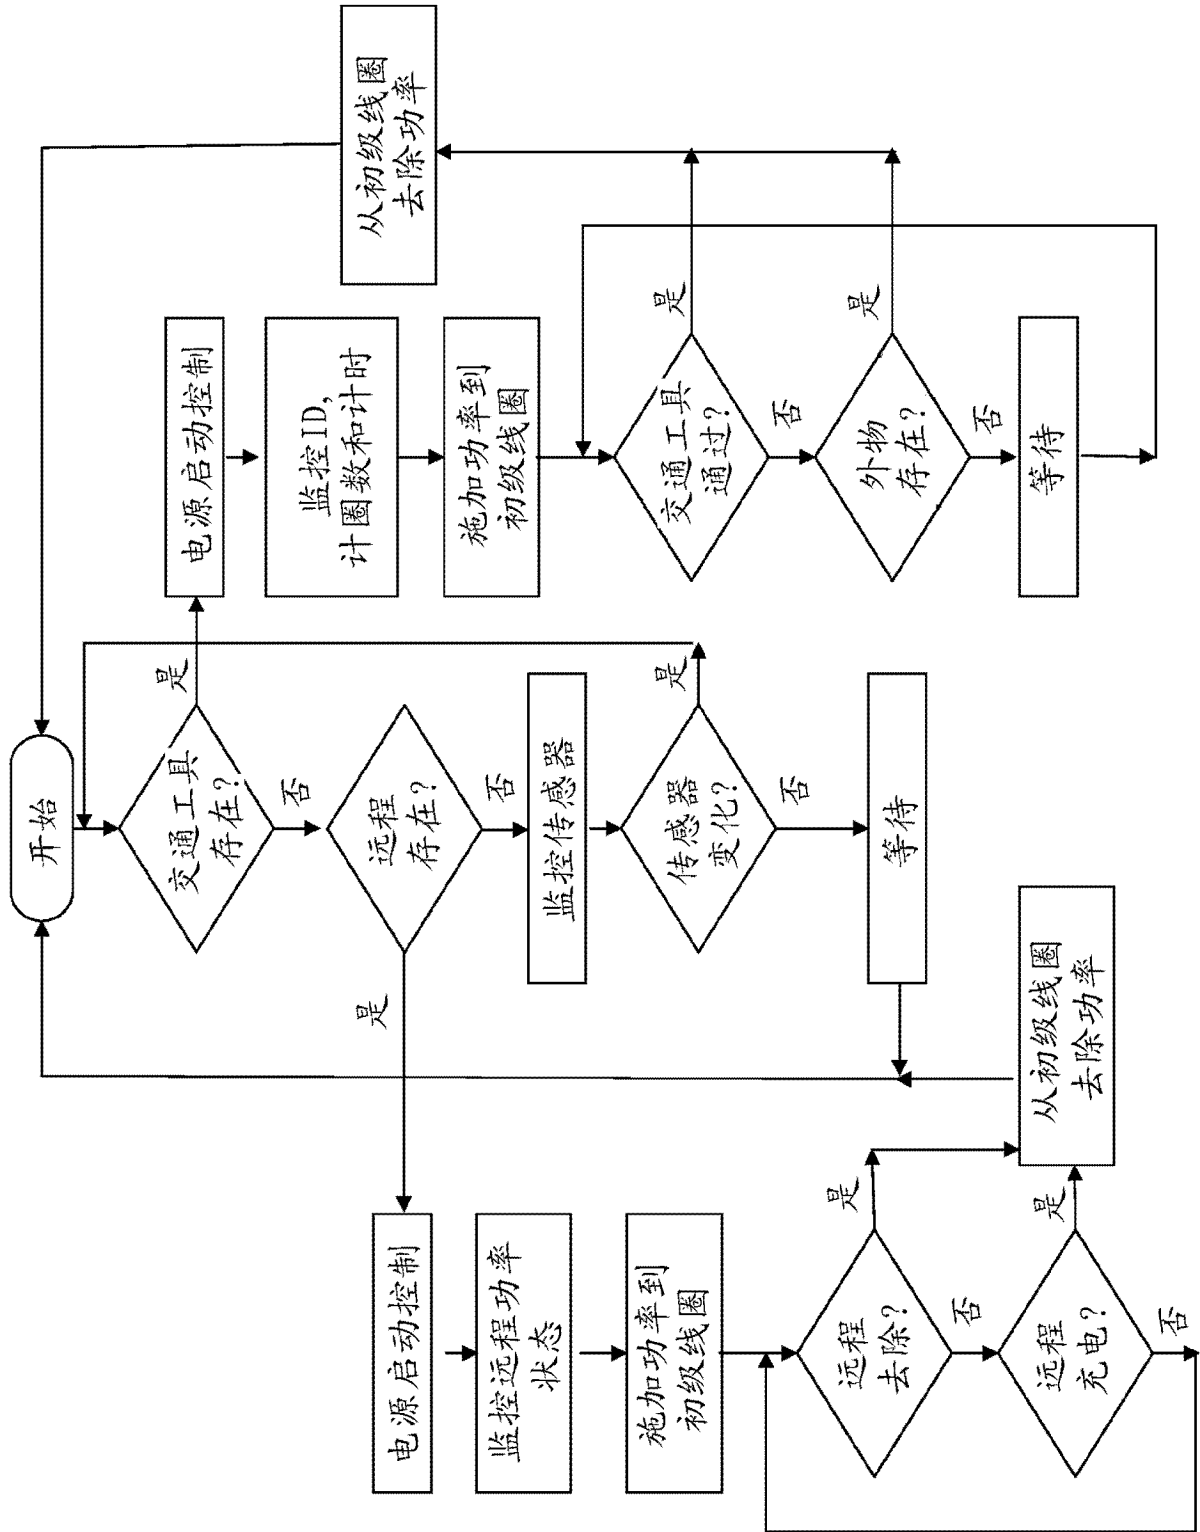 开始
交通工具
存在？
是
否
远程
存在？
是
否
监控传感器
传感器
变化？
是
否
等待
电源启动控制
监控ID，
计圈数和计时
施加功率到
初级线圈
交通工具
通过？
是
否
外物
存在？
是
否
等待
从初级线圈
去除功率
电源启动控制
监控远程功率
状态
施加功率到
初级线圈
远程
去除？
是
否
远程
充电？
是
否
从初级线圈
去除功率